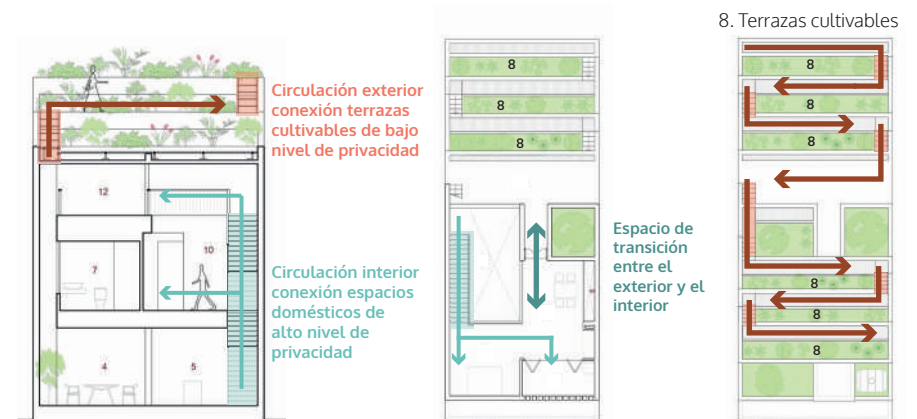 8. Terrazas cultivables
Circulación exterior
conexión terrazas
cultivables de bajo
nivel de privacidad
12
10
7
Circulación interior
conexión espacios
domésticos de
alto nivel de
privacidad
4
5
8
8
8
Espacio de
transición
entre el
exterior y el
interior
8
8
8
8
8
8